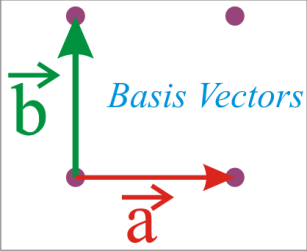 Basis Vectors
b⃗
a⃗